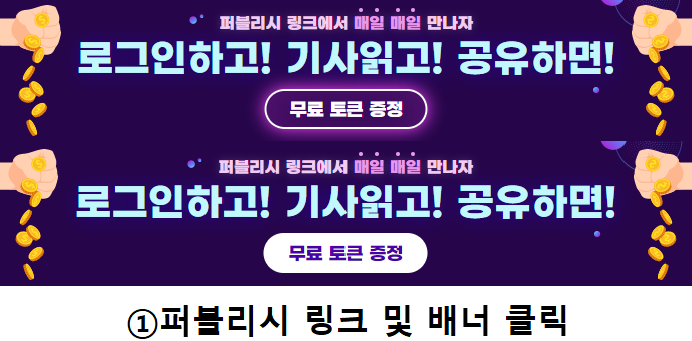 퍼블리시 링크에서 매일 매일 만나자
로그인하고! 기사읽고! 공유하면!
무료 토큰 증정
퍼블리시 링크에서 매일 매일 만나자
로그인하고! 기사읽고! 공유하면!
무료 토큰 증정
①퍼블리시 링크 및 배너 클릭